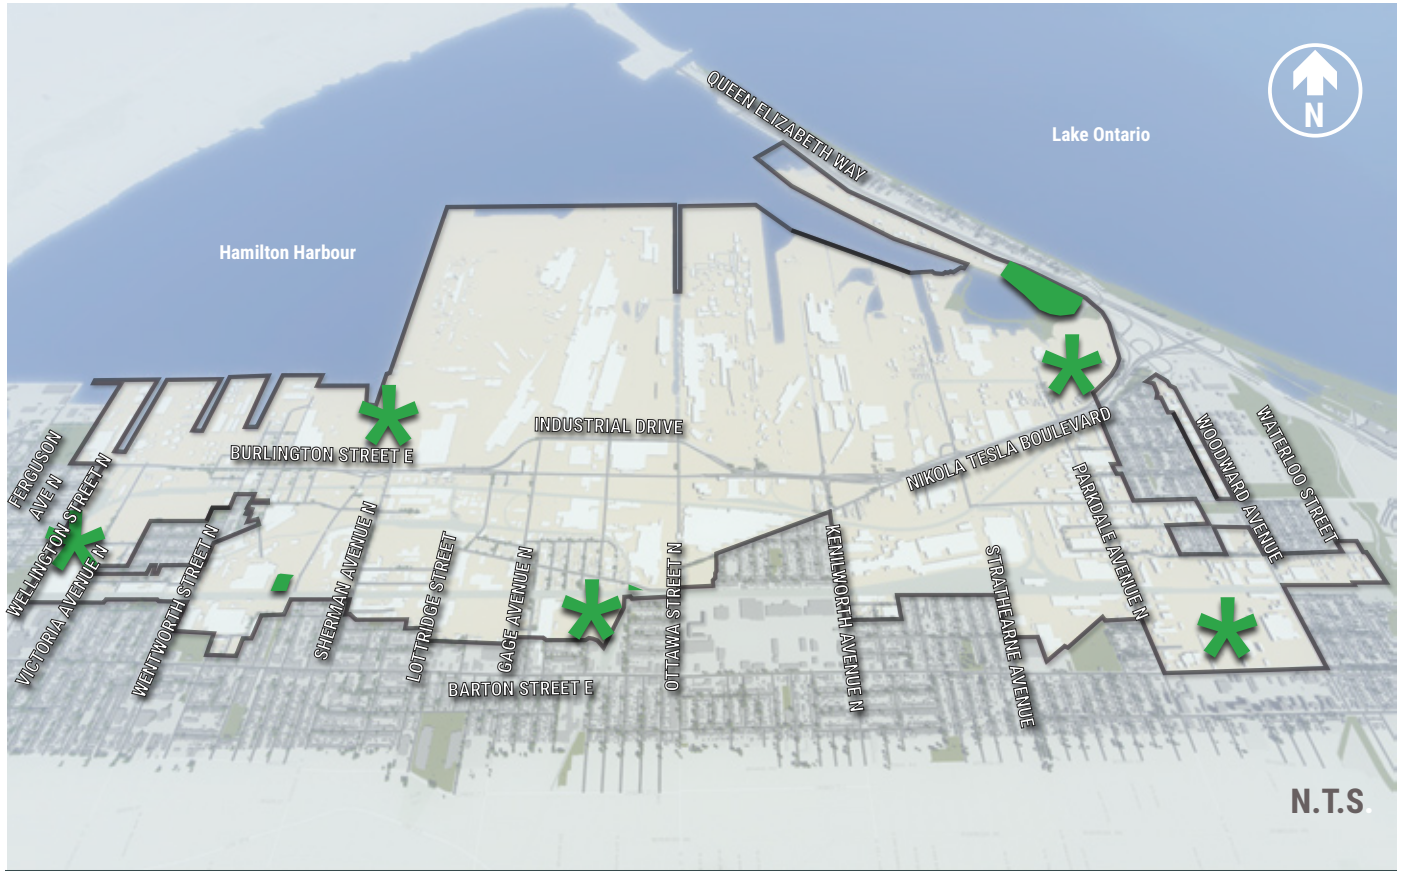 QUEEN ELIZABETH WAY
Lake Ontario
N
Hamilton Harbour
INDUSTRIAL DRIVE
BURLINGTON STREET E
NIKOLA TESLA BOULEVARD
FERGUSON
AVE N
WELLINGTON STREET N
VICTORIA AVENUE N
WENTWORTH STREET N
SHERMAN AVENUE N
LOTTRIDGE STREET
GAGE AVENUE N
OTTAWA STREET N
KENILWORTH AVENUE N
STRATHEARNE AVENUE
PARKDALE AVENUE N
WOODWARD AVENUE
WATERLOO STREET
BARTON STREET E
N.T.S.